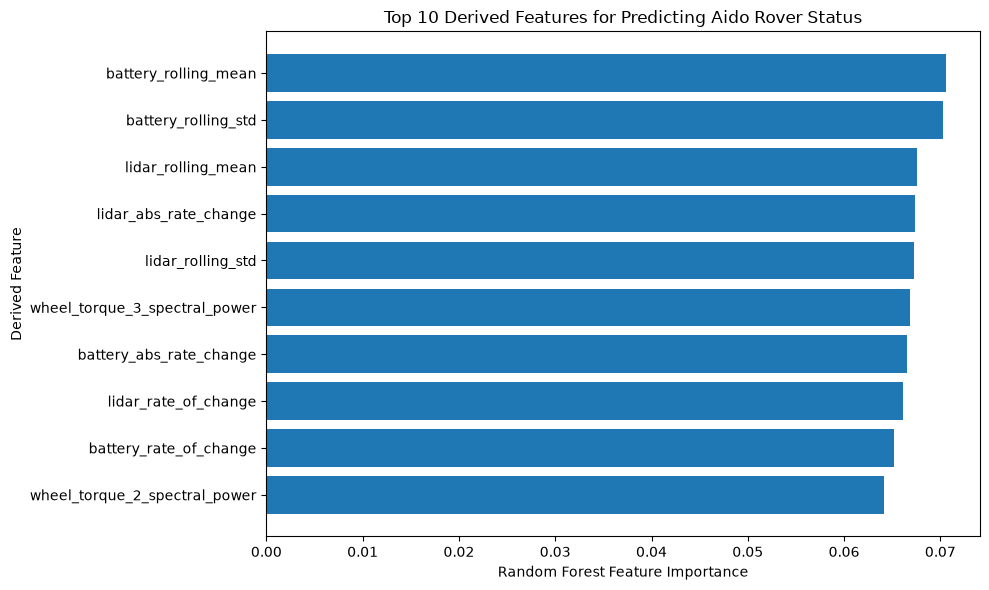 Top 10 Derived Features for Predicting Aido Rover Status
Derived Feature
battery_rolling_mean
battery_rolling_std
lidar_rolling_mean
lidar_abs_rate_change
lidar_rolling_std
wheel_torque_3_spectral_power
battery_abs_rate_change
lidar_rate_of_change
battery_rate_of_change
wheel_torque_2_spectral_power
0.00 0.01 0.02 0.03 0.04 0.05 0.06 0.07
Random Forest Feature Importance